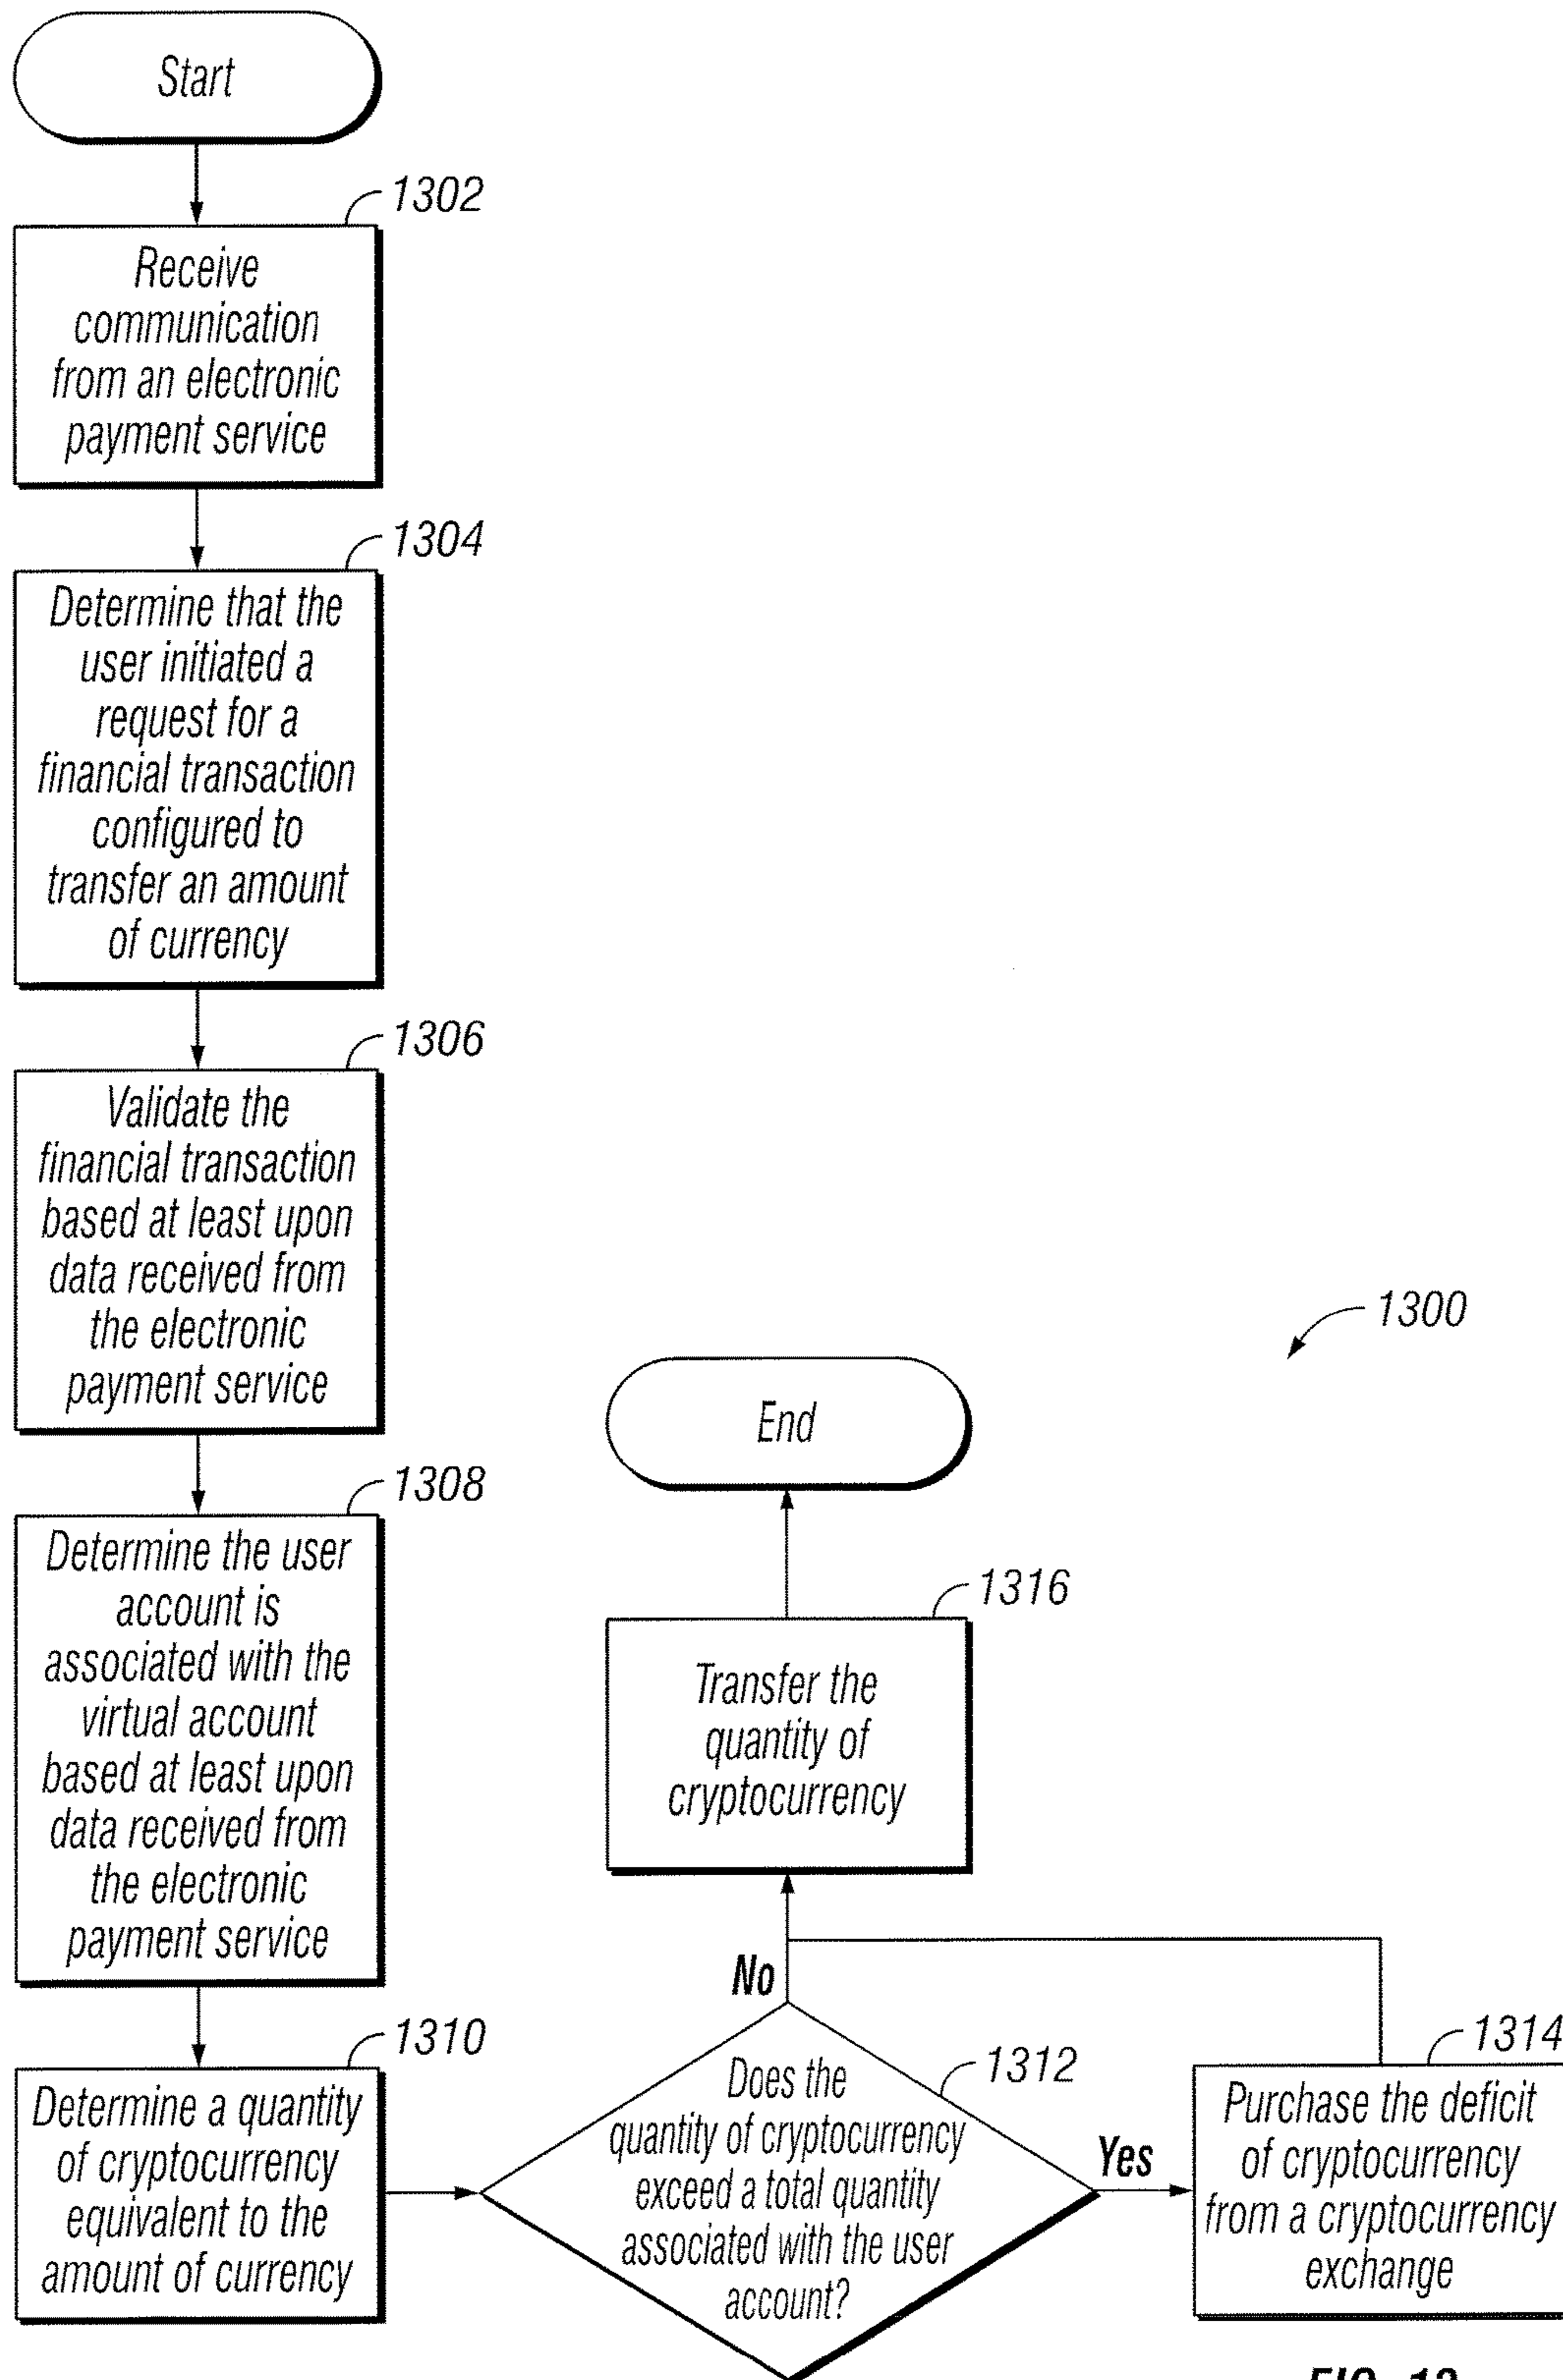 Start
1302
Receive
communication
from an electronic
payment service
1304
Determine that the
user initiated a
request for a
financial transaction
configured to
transfer an amount
of currency
1306
Validate the
financial transaction
based at least upon
data received from
the electronic
payment service
1308
Determine the user
account is
associated with the
virtual account
based at least upon
data received from
the electronic
payment service
1310
Determine a quantity
of cryptocurrency
equivalent to the
amount of currency
1312
Does the
quantity of cryptocurrency
exceed a total quantity
associated with the user
account?
Yes
1314
Purchase the deficit
of cryptocurrency
from a cryptocurrency
exchange
No
1316
Transfer the
quantity of
cryptocurrency
End
1300